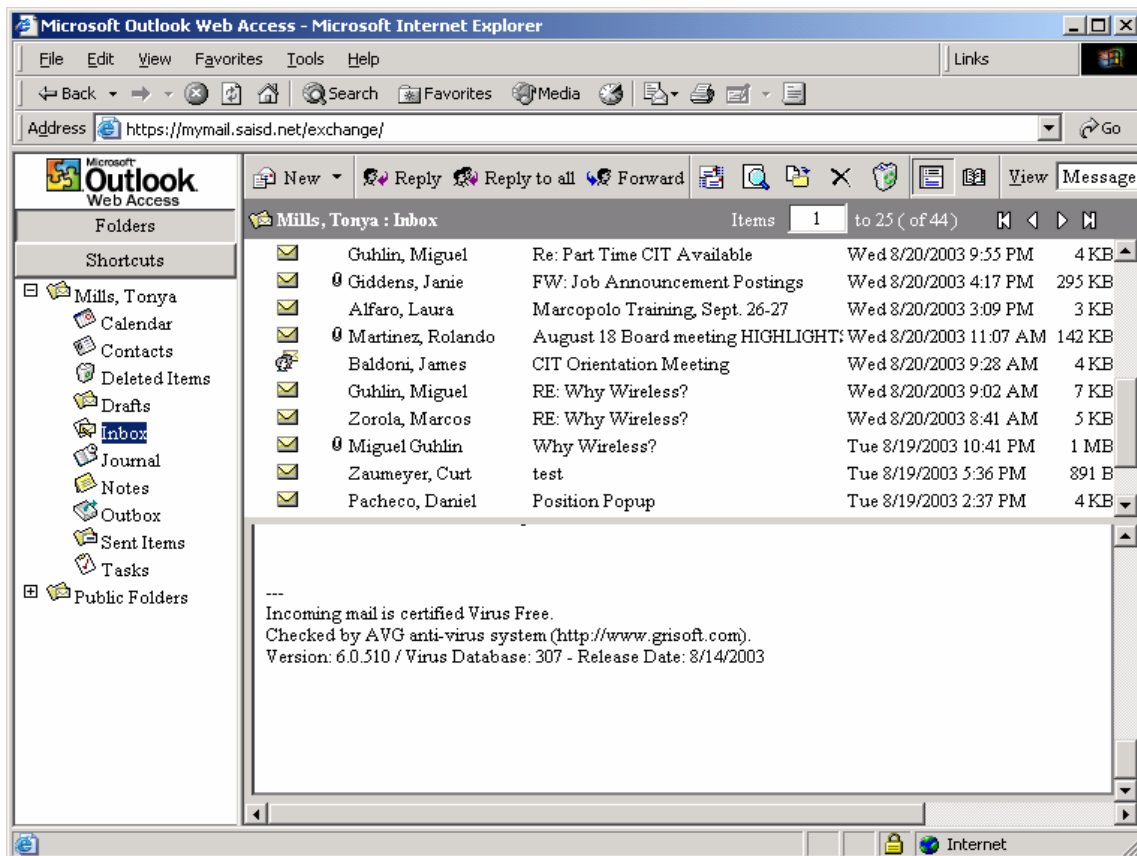 Microsoft Outlook Web Access - Microsoft Internet Explorer
File Edit View Favorites Tools Help Links
Back Search Favorites Media
Address https://mymail.saisd.net/exchange/ Go
Microsoft
Outlook
Web Access
New Reply Reply to all Forward View Message
Folders
Mills, Tonya : Inbox Items 1 to 25 ( of 44 )
Shortcuts
Mills, Tonya
Calendar
Contacts
Deleted Items
Drafts
Inbox
Journal
Notes
Outbox
Sent Items
Tasks
Public Folders
Guhlin, Miguel Re: Part Time CIT Available Wed 8/20/2003 9:55 PM 4 KB
Giddens, Janie FW: Job Announcement Postings Wed 8/20/2003 4:17 PM 295 KB
Alfaro, Laura Marcopolo Training, Sept. 26-27 Wed 8/20/2003 3:09 PM 3 KB
Martinez, Rolando August 18 Board meeting HIGHLIGHTS Wed 8/20/2003 11:07 AM 142 KB
Baldoni, James CIT Orientation Meeting Wed 8/20/2003 9:28 AM 4 KB
Guhlin, Miguel RE: Why Wireless? Wed 8/20/2003 9:02 AM 7 KB
Zorola, Marcos RE: Why Wireless? Wed 8/20/2003 8:41 AM 5 KB
Miguel Guhlin Why Wireless? Tue 8/19/2003 10:41 PM 1 MB
Zaumeyer, Curt test Tue 8/19/2003 5:36 PM 891 B
Pacheco, Daniel Position Popup Tue 8/19/2003 2:37 PM 4 KB
---
Incoming mail is certified Virus Free.
Checked by AVG anti-virus system (http://www.grisoft.com).
Version: 6.0.510 / Virus Database: 307 - Release Date: 8/14/2003
Internet